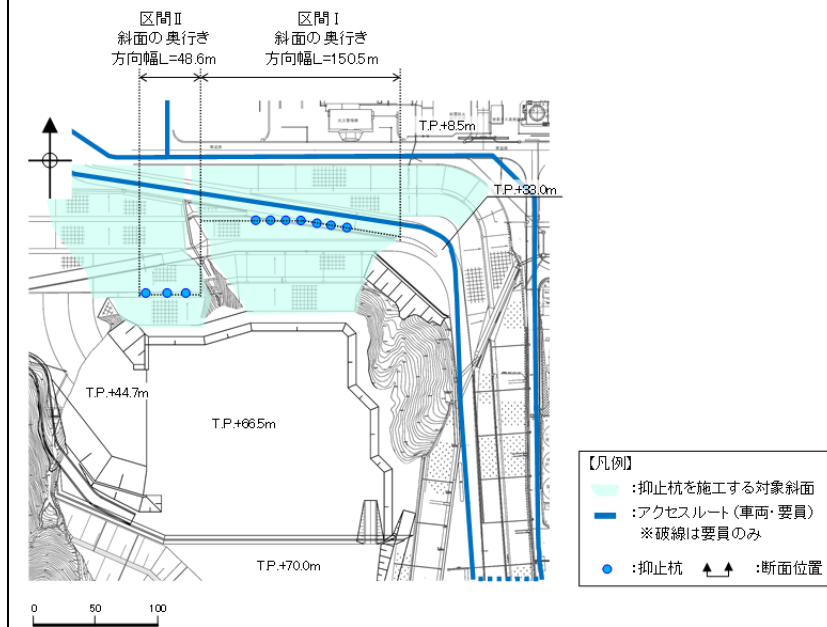 区間Ⅱ
斜面の奥行き
方向幅L=48.6m
区間Ⅰ
斜面の奥行き
方向幅L=150.5m
T.P.+8.5m
T.P.+33.0m
T.P.+44.7m
T.P.+66.5m
T.P.+70.0m
0 50 100
【凡例】
:抑止杭を施工する対象斜面
:アクセスルート(車両・要員)
※破線は要員のみ
:抑止杭 :断面位置